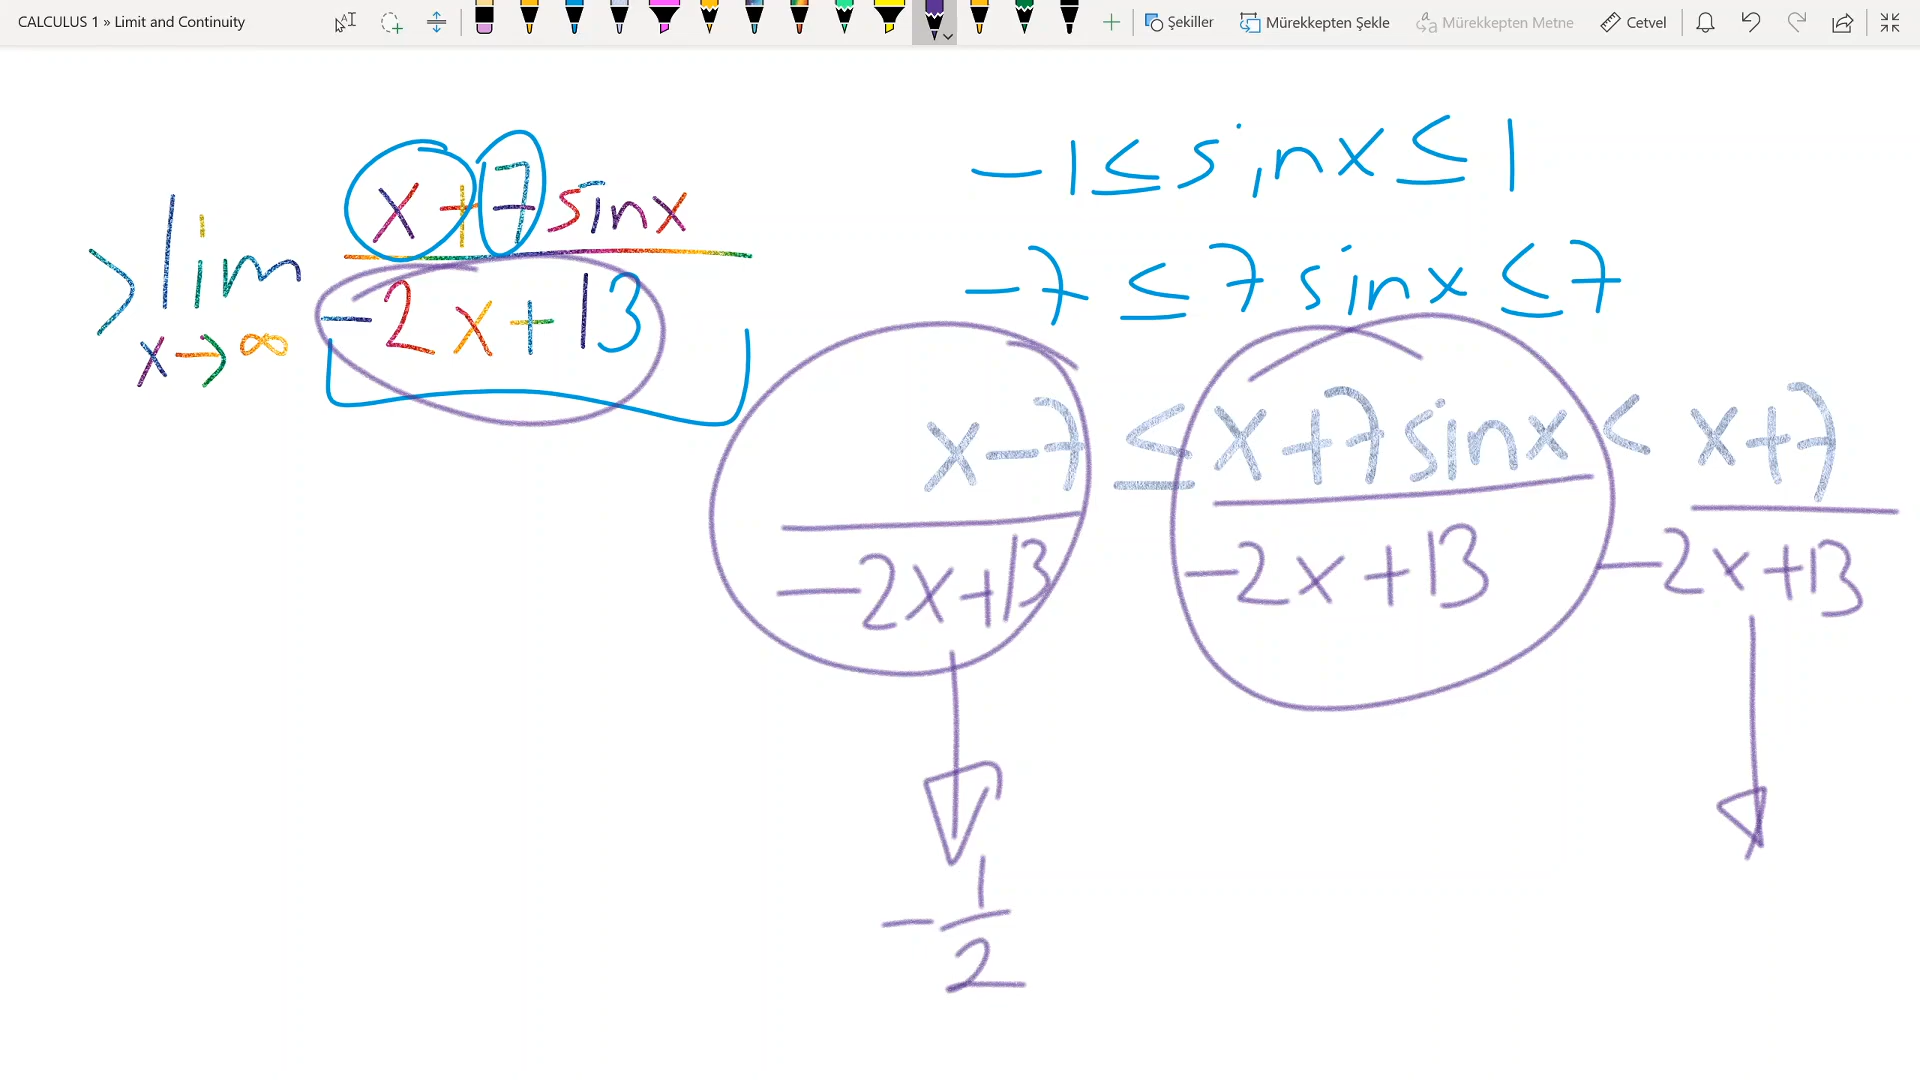 CALCULUS 1 » Limit and Continuity
Şekiller
Mürekkepten Şekle
Mürekkepten Metne
Cetvel
>lim x→∞ x+7sinx / -2x+13
-1≤sinx≤1
-7≤7sinx≤7
x-7 ≤ x+7sinx < x+7
-2x+13 -2x+13 -2x+13
-1/2